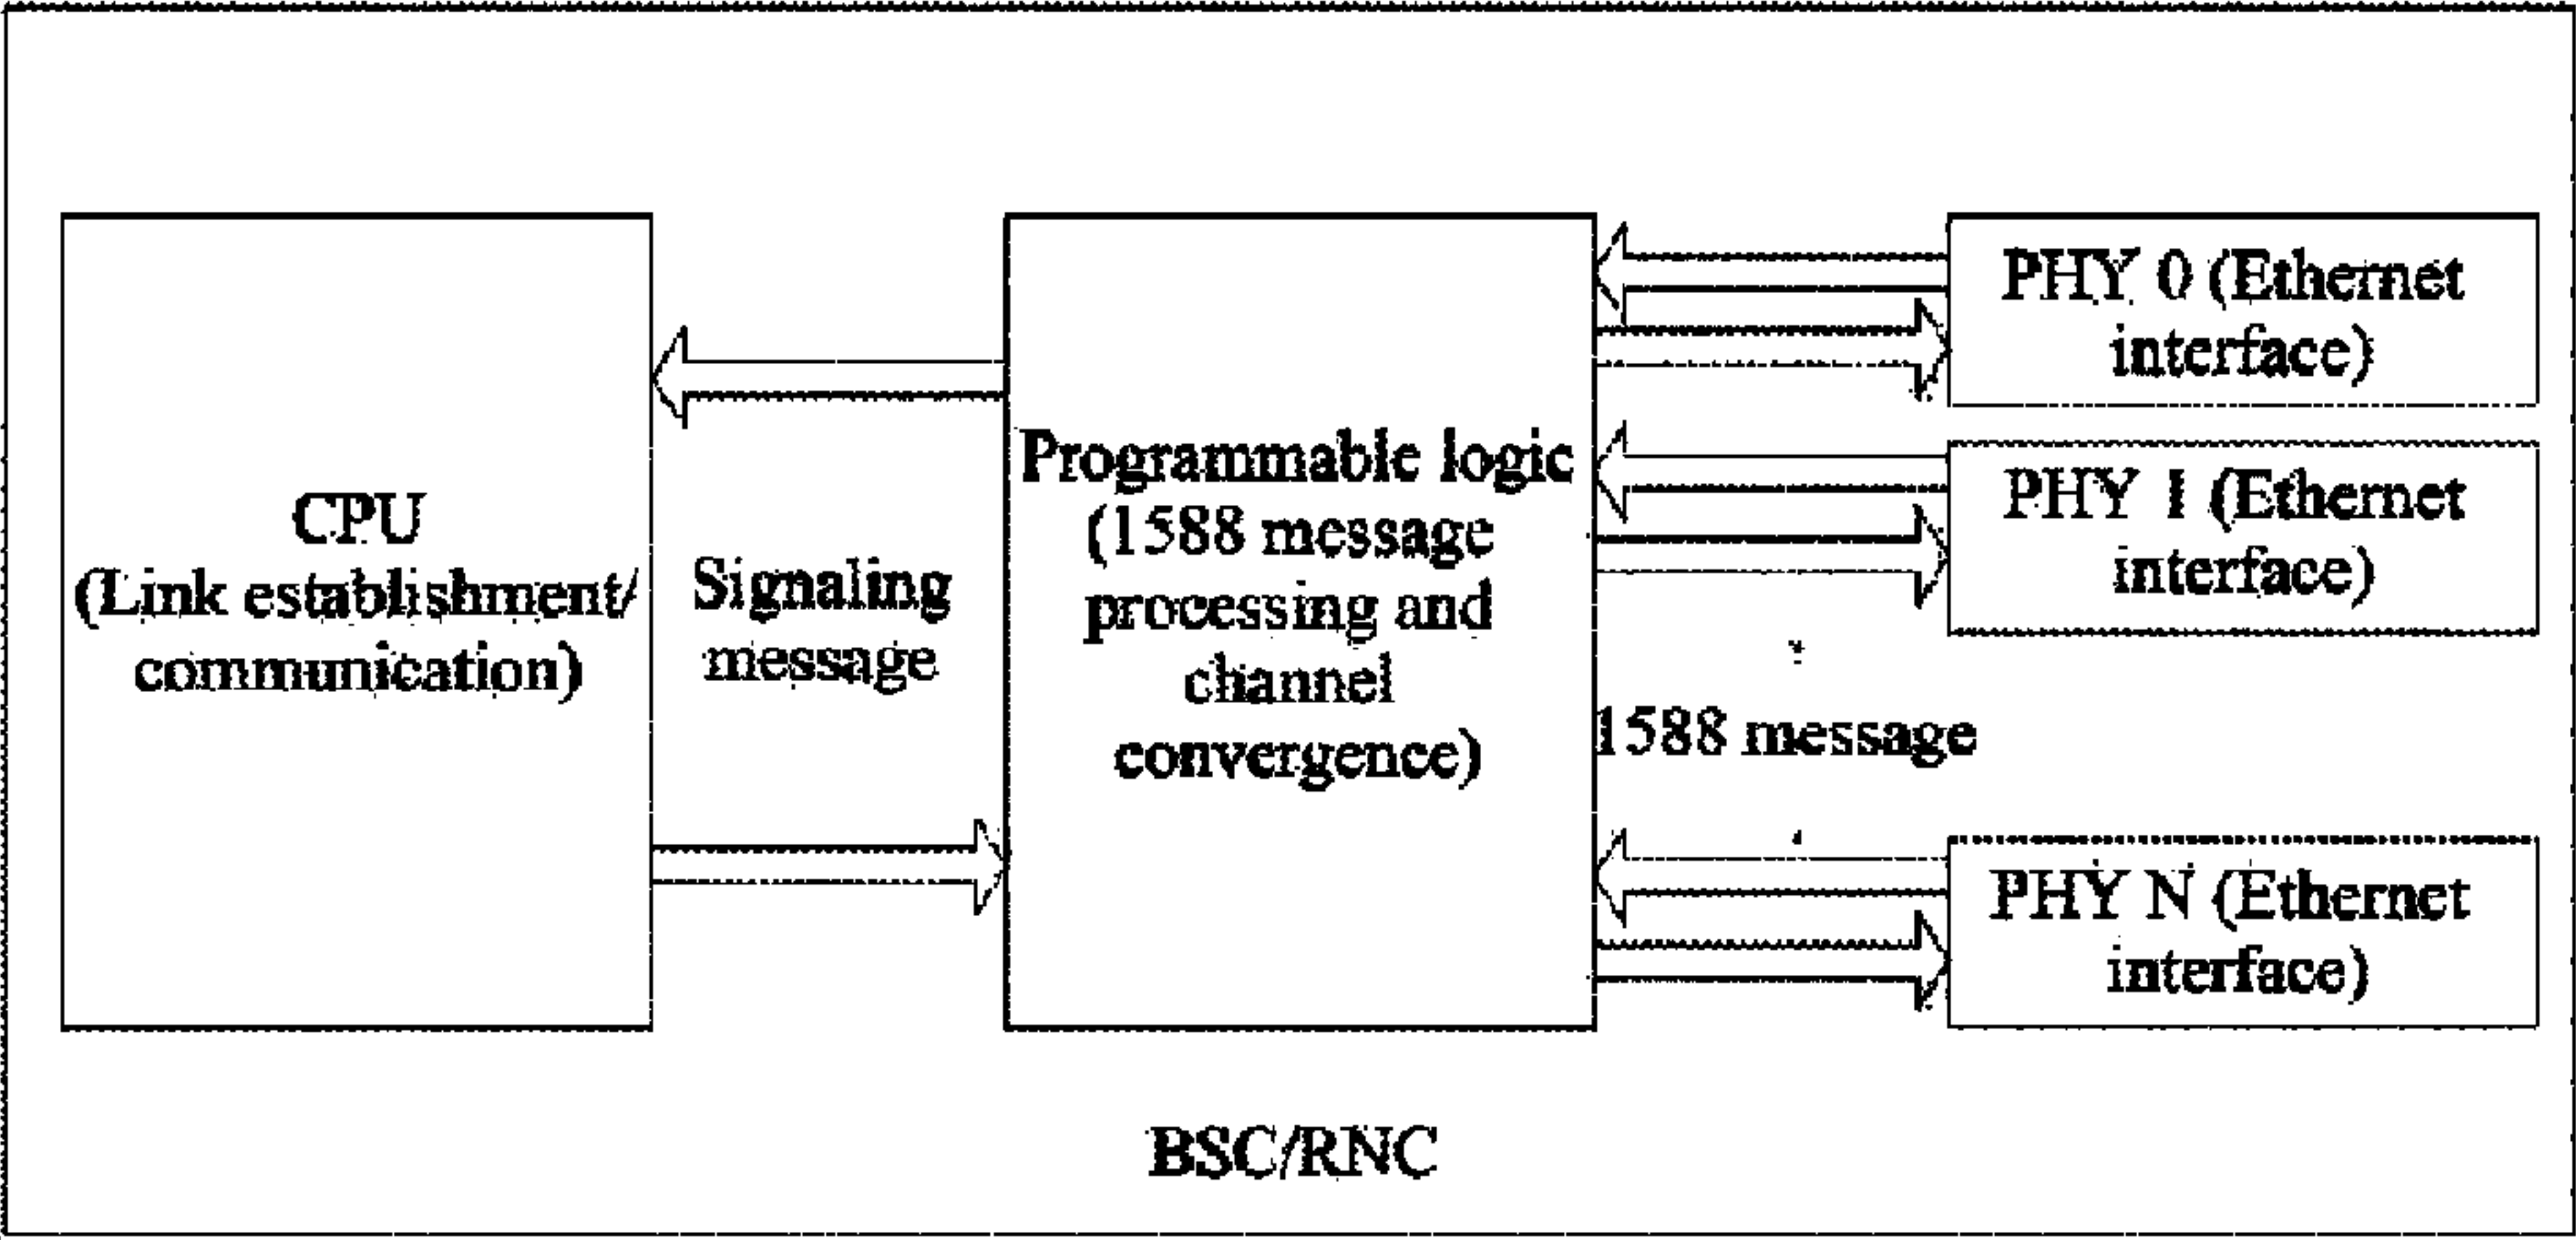 CPU
(Link establishment/
communication)
Signaling
message
Programmable logic
(1588 message
processing and
channel
convergence)
PHY 0 (Ethernet
interface)
PHY 1 (Ethernet
interface)
1588 message
PHY N (Ethernet
interface)
BSC/RNC